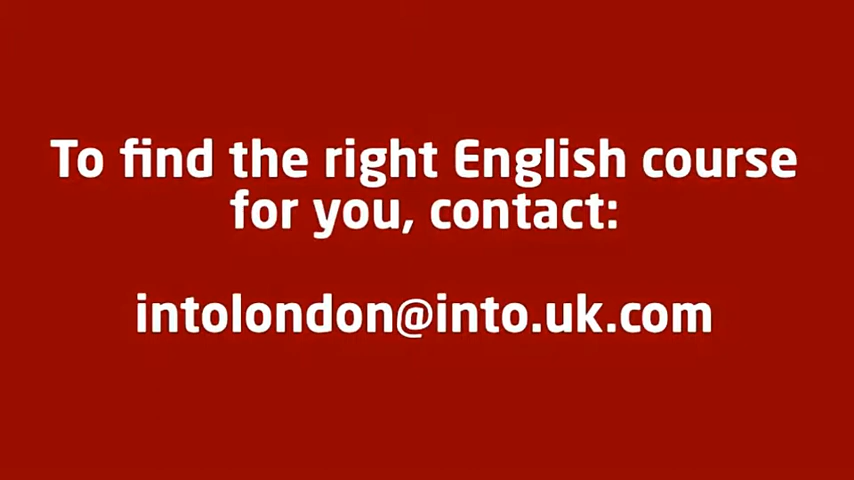 To find the right English course
for you, contact:
intolondon@into.uk.com